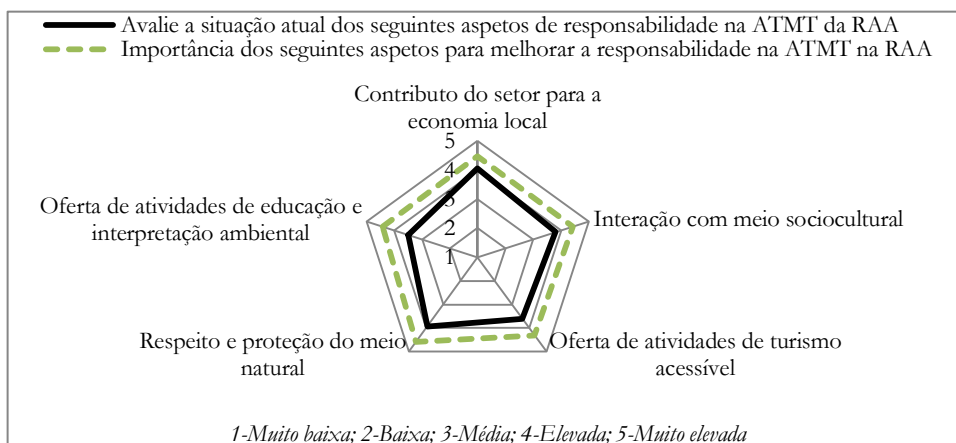 Avalie a situação atual dos seguintes aspetos de responsabilidade na ATMT da RAA
Importância dos seguintes aspetos para melhorar a responsabilidade na ATMT na RAA
Contributo do setor para a
economia local
5
4
3
2
1
Oferta de atividades de educação e
interpretação ambiental
Interação com meio sociocultural
Respeito e proteção do meio
natural
Oferta de atividades de turismo
acessível
1-Muito baixa; 2-Baixa; 3-Média; 4-Elevada; 5-Muito elevada